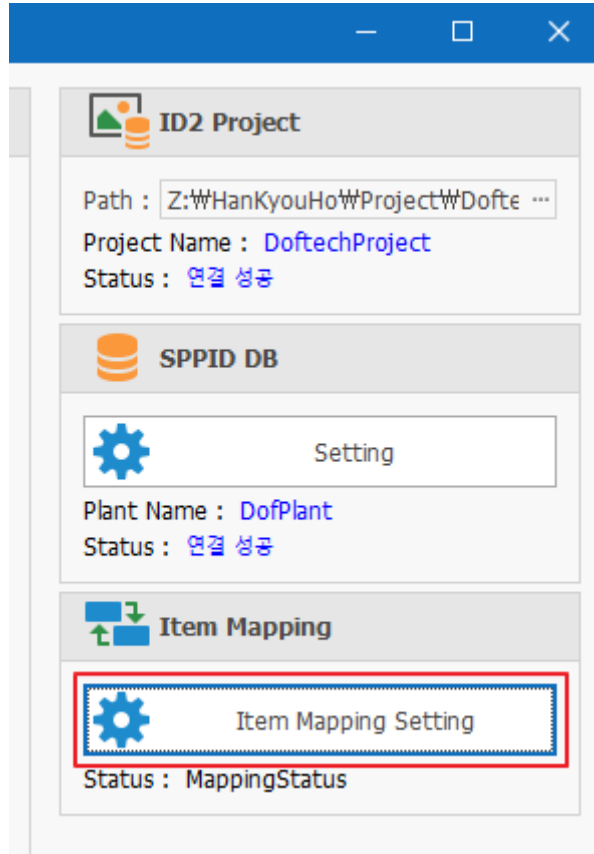 ID2 Project
Path : Z:₩HanKyouHo₩Project₩Dofte ...
Project Name : DoftechProject
Status : 연결 성공
SPPID DB
Setting
Plant Name : DofPlant
Status : 연결 성공
Item Mapping
Item Mapping Setting
Status : MappingStatus